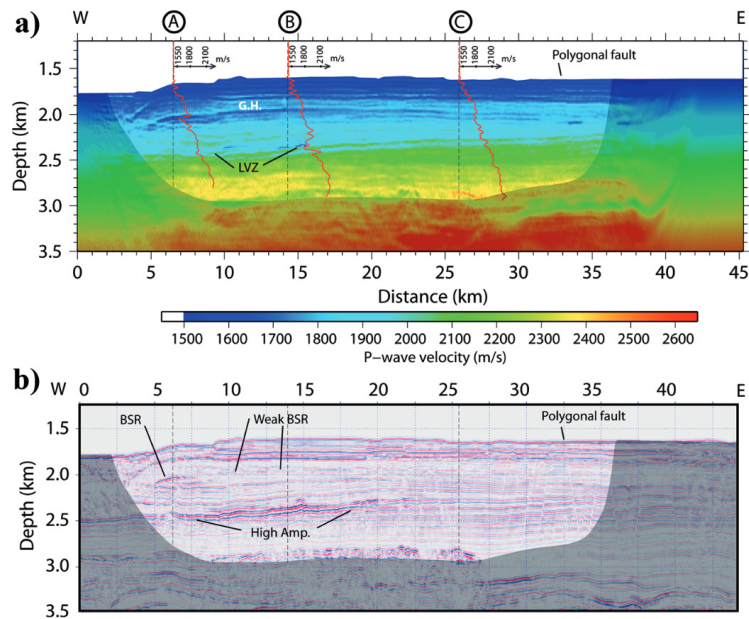 a)
W
A
B
C
E
1550
1800
2100
m/s
1550
1800
2100
m/s
1550
1800
2100
m/s
Polygonal fault
G.H.
LVZ
Depth (km)
1.5
2.0
2.5
3.0
3.5
0 5 10 15 20 25 30 35 40 45
Distance (km)
1500 1600 1700 1800 1900 2000 2100 2200 2300 2400 2500 2600
P-wave velocity (m/s)
b)
W
0 5 10 15 20 25 30 35 40
E
BSR
Weak BSR
Polygonal fault
High Amp.
Depth (km)
1.5
2.0
2.5
3.0
3.5